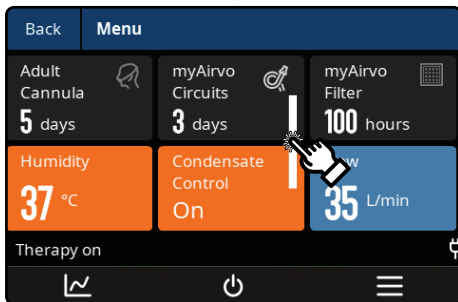 Back Menu
Adult
Cannula
5 days
myAirvo
Circuits
3 days
myAirvo
Filter
100 hours
Humidity
37 °C
Condensate
Control
On
35 L/min
Therapy on